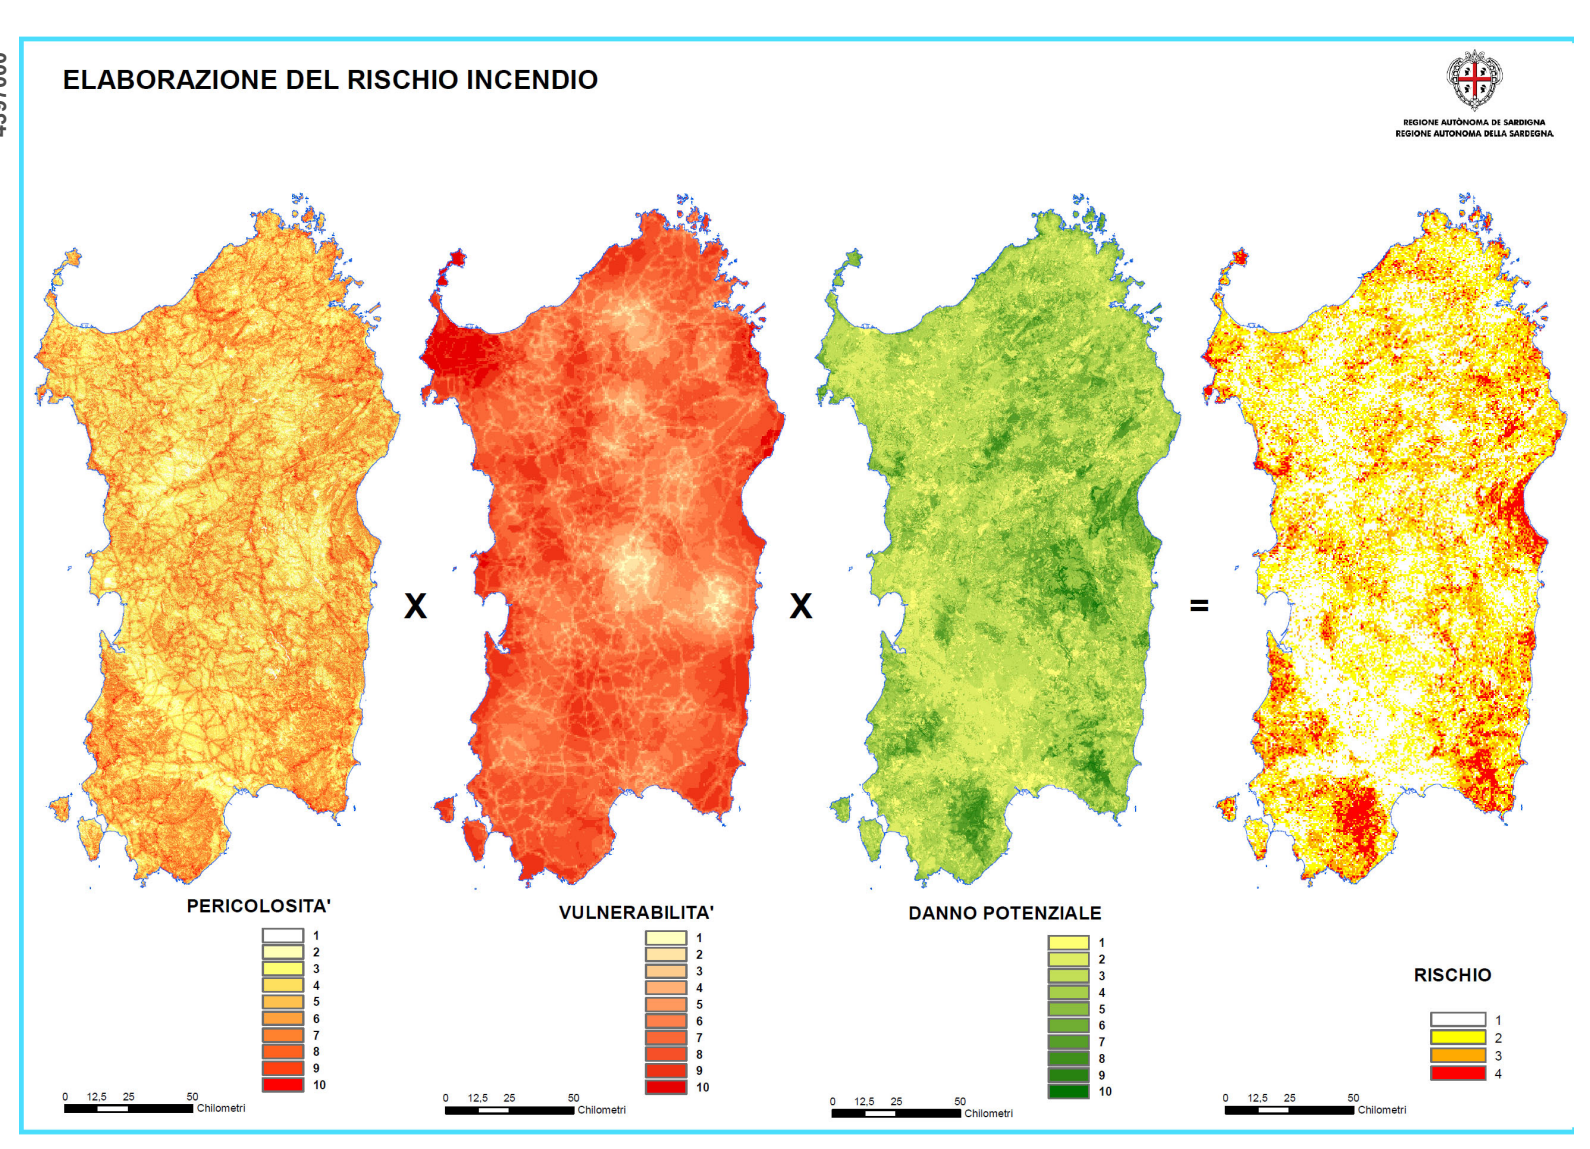 ELABORAZIONE DEL RISCHIO INCENDIO
REGIONE AUTÒNOMA DE SARDIGNA
REGIONE AUTONOMA DELLA SARDEGNA
X
X
=
PERICOLOSITA'
1
2
3
4
5
6
7
8
9
10
0 12,5 25 50
Chilometri
VULNERABILITA'
1
2
3
4
5
6
7
8
9
10
0 12,5 25 50
Chilometri
DANNO POTENZIALE
1
2
3
4
5
6
7
8
9
10
0 12,5 25 50
Chilometri
RISCHIO
1
2
3
4
0 12,5 25 50
Chilometri